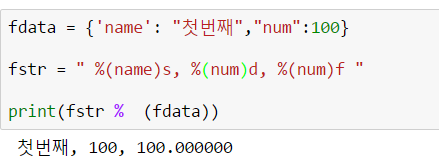 fdata = {'name': "첫번째","num":100}
fstr = " %(name)s, %(num)d, %(num)f "
print(fstr %  (fdata))
첫번째, 100, 100.000000